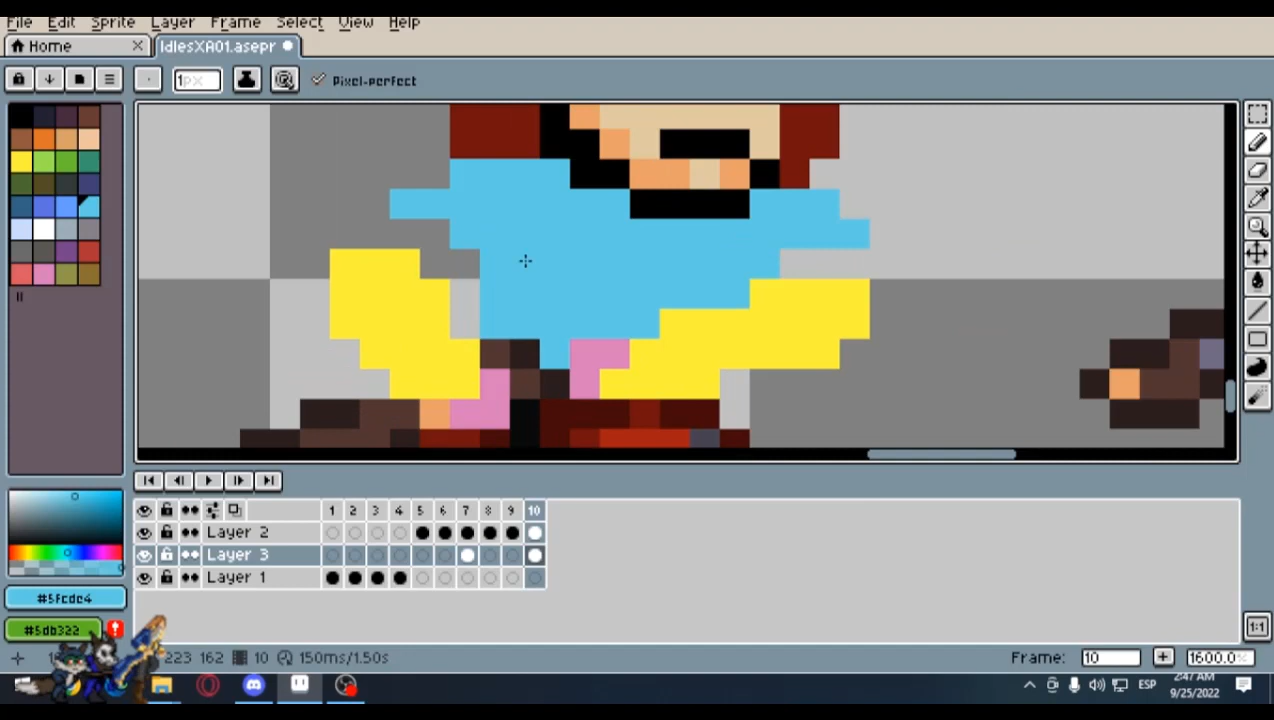 File Edit Sprite Layer Frame Select View Help
Home IdlesXA01.asepr
1px Pixel-perfect
1 2 3 4 5 6 7 8 9 10
Layer 2
Layer 3
Layer 1
#5fcde4
#5db322
223 162 10 150ms/1.50s Frame: 10 1600.0%
ESP
2:47 AM
9/25/2022
1:1